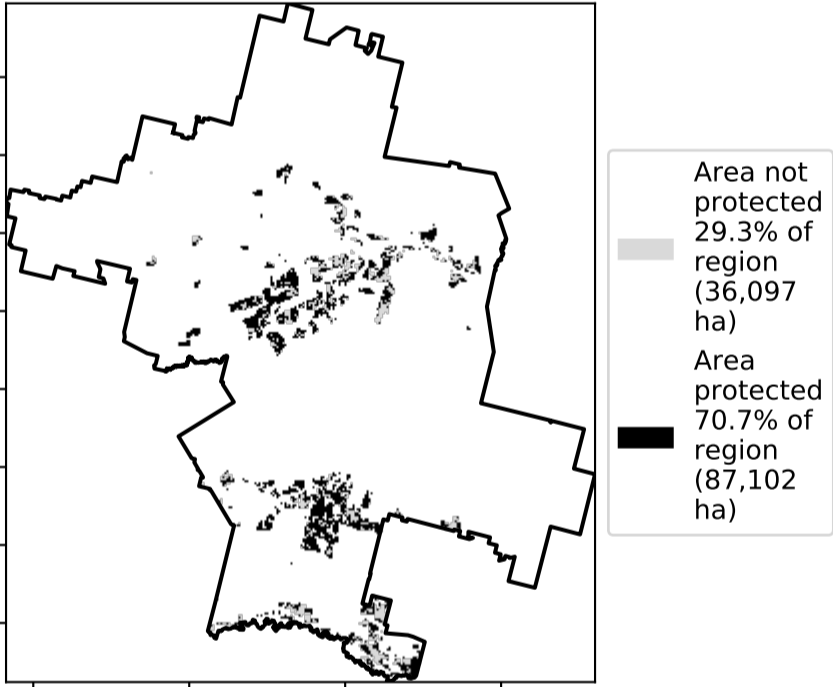 Area not
protected
29.3% of
region
(36,097
ha)
Area
protected
70.7% of
region
(87,102
ha)